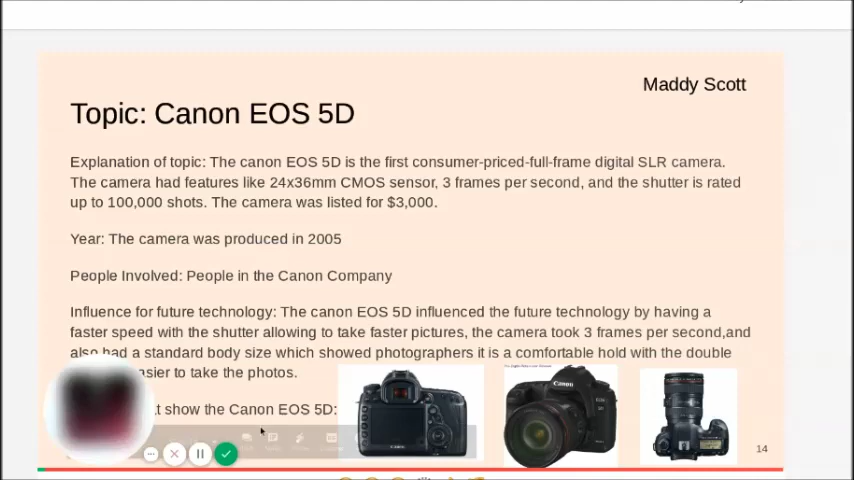 Maddy Scott
Topic: Canon EOS 5D
Explanation of topic: The canon EOS 5D is the first consumer-priced-full-frame digital SLR camera.
The camera had features like 24x36mm CMOS sensor, 3 frames per second, and the shutter is rated
up to 100,000 shots. The camera was listed for $3,000.
Year: The camera was produced in 2005
People Involved: People in the Canon Company
Influence for future technology: The canon EOS 5D influenced the future technology by having a
faster speed with the shutter allowing to take faster pictures, the camera took 3 frames per second,and
also had a standard body size which showed photographers it is a comfortable hold with the double
asier to take the photos.
at show the Canon EOS 5D:
Canon
14